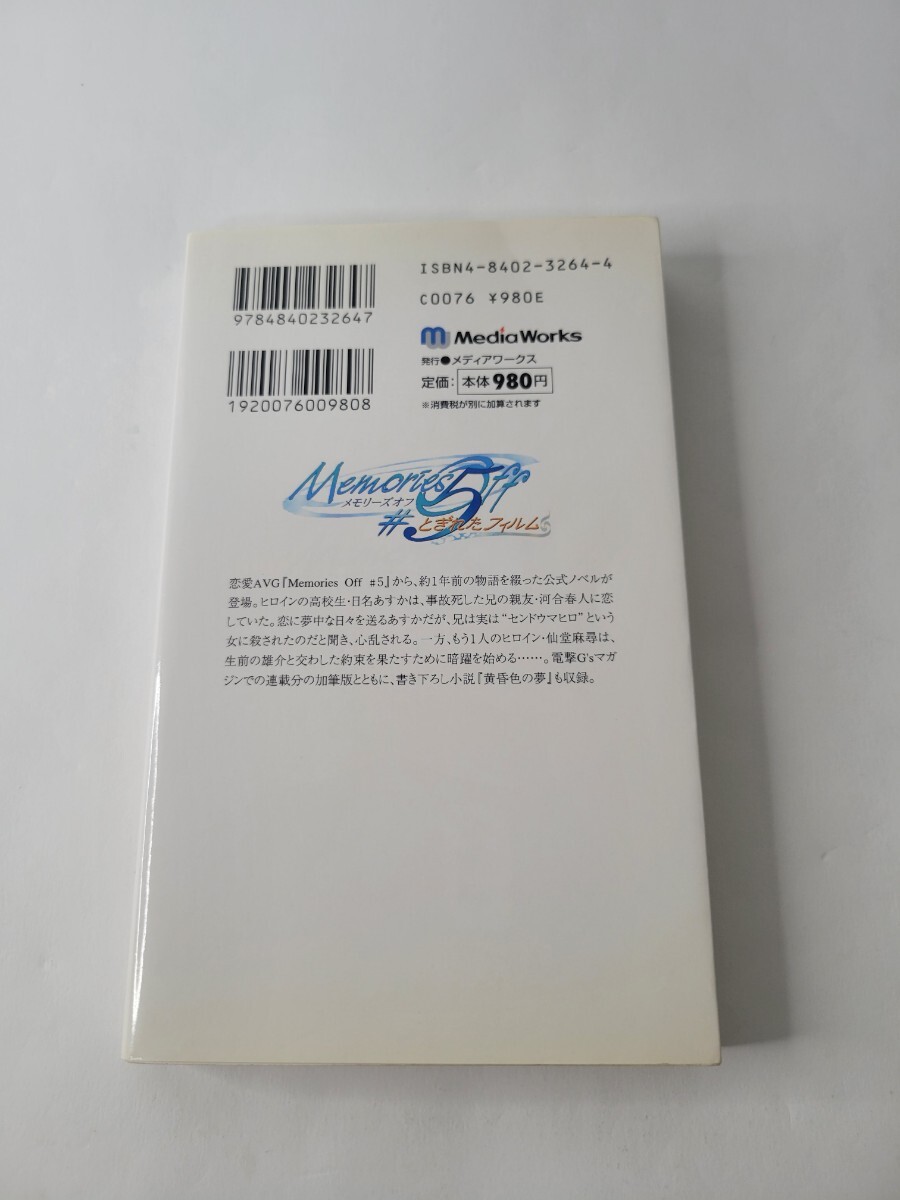 9784840232647
1920076009808
ISBN4-8402-3264-4
C0076 ¥980E
MediaWorks
発行●メディアワークス
定価：本体980円
※消費税が別に加算されます
Memories Off
メモリーズオフ
#5 とぎれたフィルム
恋愛AVG『Memories Off #5』から、約1年前の物語を綴った公式ノベルが
登場。ヒロインの高校生・日名あすかは、事故死した兄の親友・河合春人に恋
していた。恋に夢中な日々を送るあすかだが、兄は実は“センドウマヒロ”という
女に殺されたのだと聞き、心乱される。一方、もう1人のヒロイン・仙堂麻尋は、
生前の雄介と交わした約束を果たすために暗躍を始める……。電撃G'sマガ
ジンでの連載分の加筆版とともに、書き下ろし小説『黄昏色の夢』も収録。